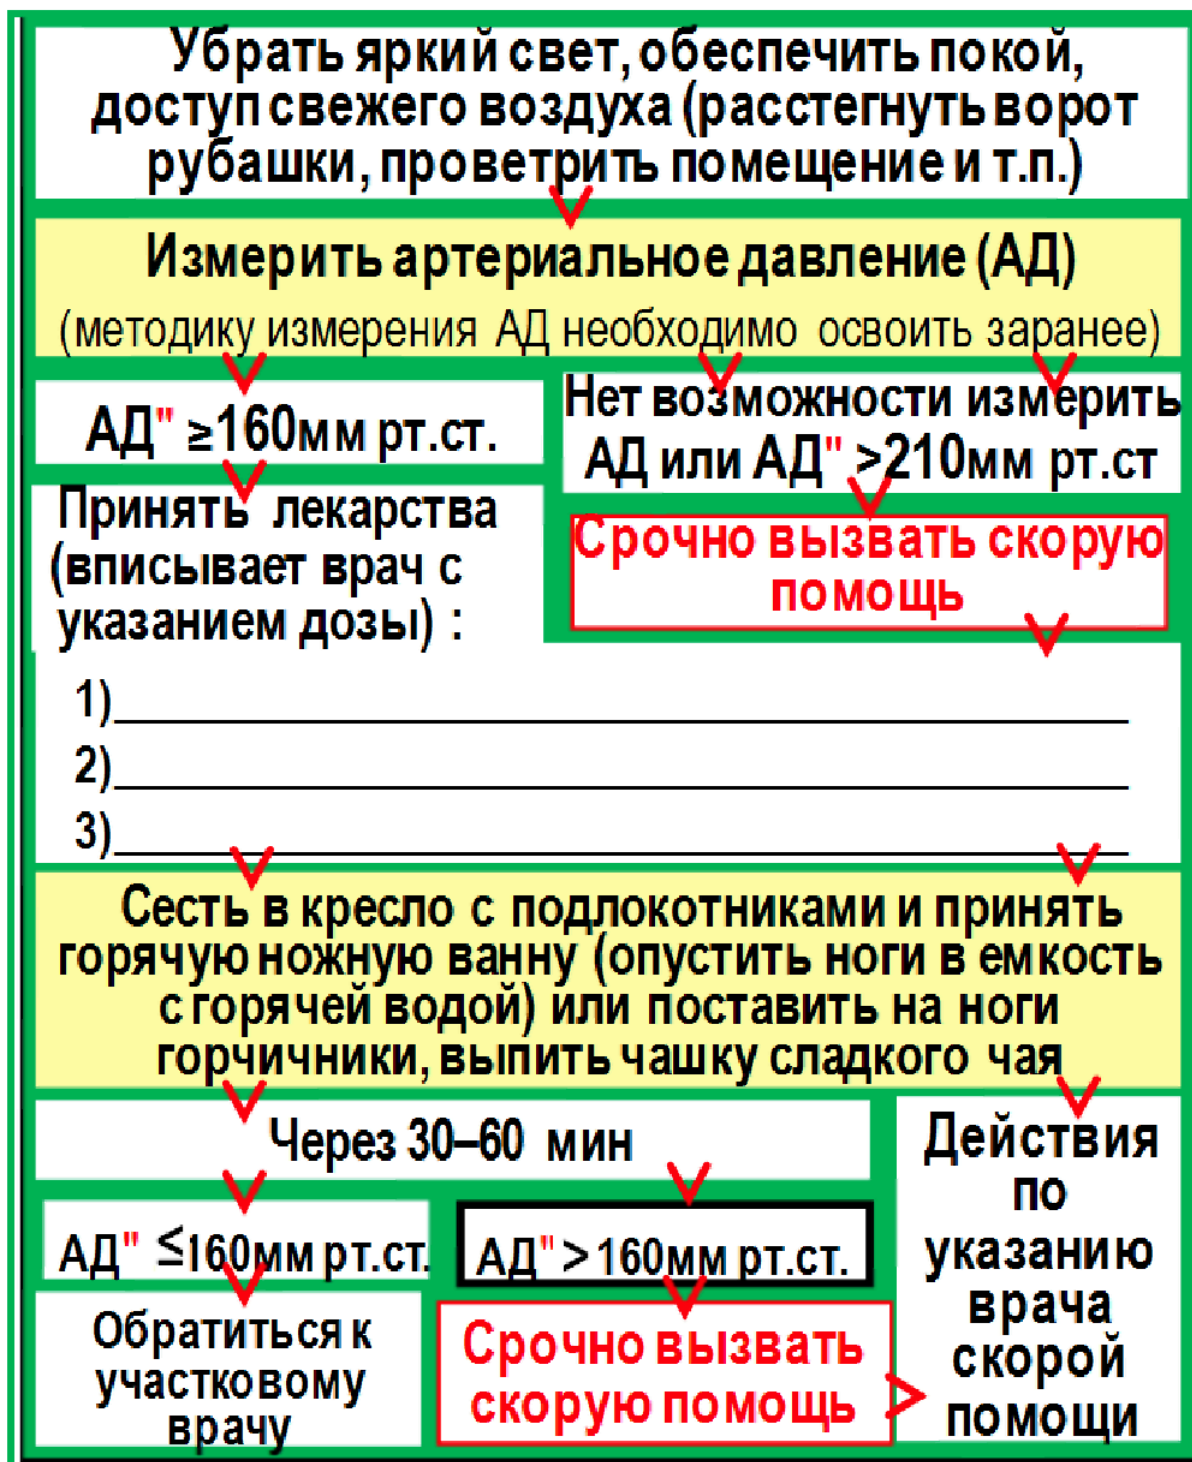 Убрать яркий свет, обеспечить покой,
доступ свежего воздуха (расстегнуть ворот
рубашки, проветрить помещение и т.п.)
Измерить артериальное давление (АД)
(методику измерения АД необходимо освоить заранее)
АД" ≥160мм рт.ст.
Нет возможности измерить
АД или АД" >210мм рт.ст
Принять лекарства
(вписывает врач с
указанием дозы) :
Срочно вызвать скорую
помощь
1)
2)
3)
Сесть в кресло с подлокотниками и принять
горячую ножную ванну (опустить ноги в емкость
с горячей водой) или поставить на ноги
горчичники, выпить чашку сладкого чая
Через 30–60 мин
АД" ≤160мм рт.ст.
АД" > 160мм рт.ст.
Обратиться к
участковому
врачу
Срочно вызвать
скорую помощь
Действия
по
указанию
врача
скорой
помощи